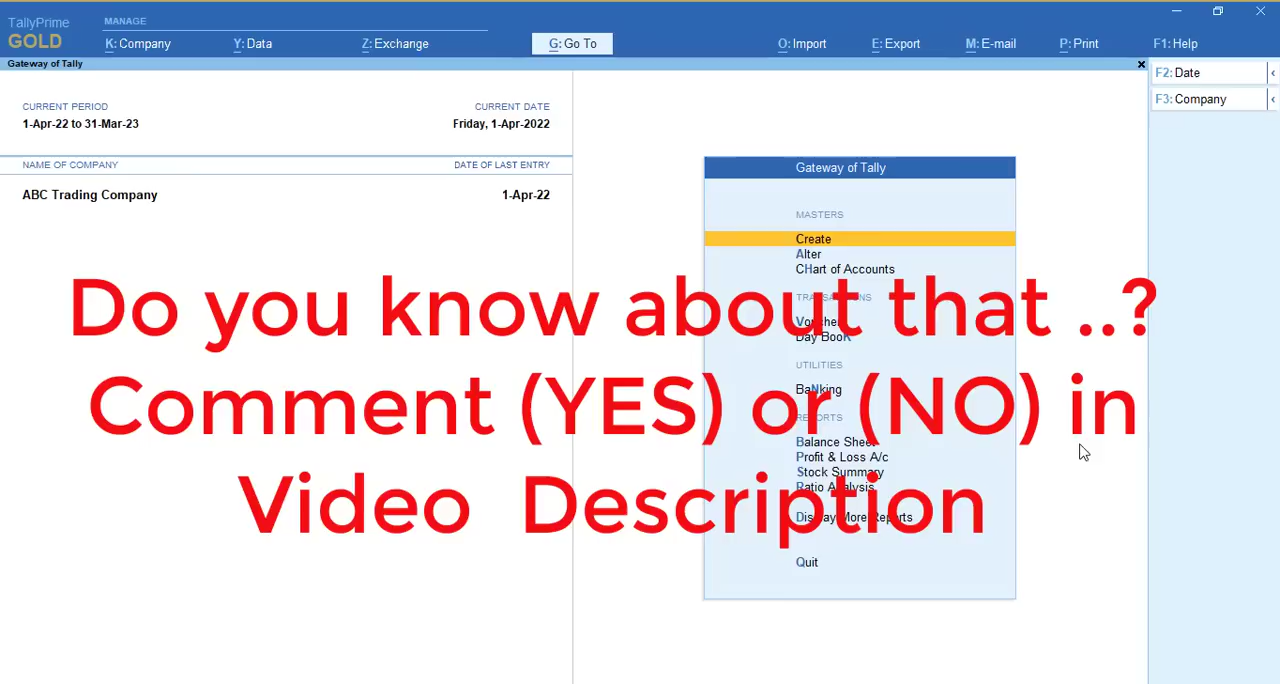 TallyPrime
GOLD
MANAGE
K: Company
Y: Data
Z: Exchange
G: Go To
O: Import
E: Export
M: E-mail
P: Print
F1: Help
Gateway of Tally
F2: Date
F3: Company
CURRENT PERIOD
CURRENT DATE
1-Apr-22 to 31-Mar-23
Friday, 1-Apr-2022
NAME OF COMPANY
DATE OF LAST ENTRY
ABC Trading Company
1-Apr-22
Gateway of Tally
MASTERS
Create
Alter
CHart of Accounts
TRANSACTIONS
Vouchers
Day BooK
UTILITIES
BaNking
REPORTS
Balance Sheet
Profit & Loss A/c
Stock Summary
Ratio Analysis
Display More Reports
Quit
Do you know about that ..?
Comment (YES) or (NO) in
Video Description